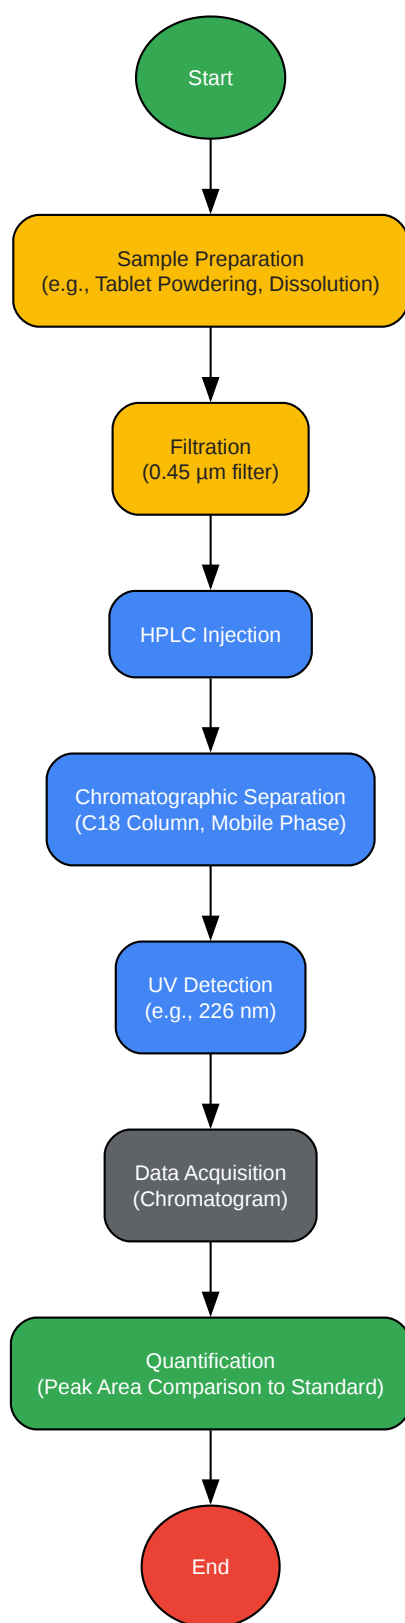 Start
Sample Preparation
(e.g., Tablet Powdering, Dissolution)
Filtration
(0.45 µm filter)
HPLC Injection
Chromatographic Separation
(C18 Column, Mobile Phase)
UV Detection
(e.g., 226 nm)
Data Acquisition
(Chromatogram)
Quantification
(Peak Area Comparison to Standard)
End